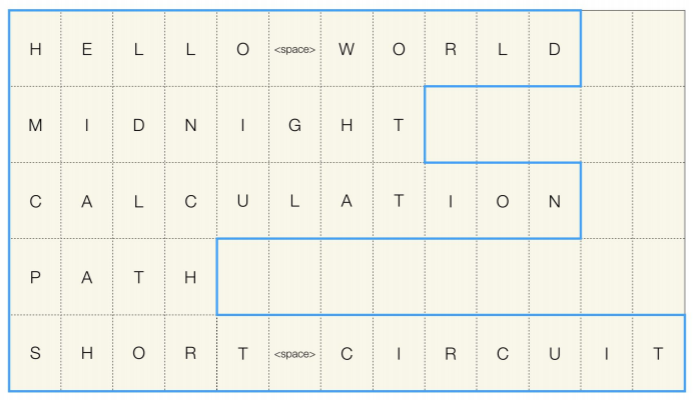 H E L L O <space> W O R L D
M I D N I G H T
C A L C U L A T I O N
P A T H
S H O R T <space> C I R C U I T